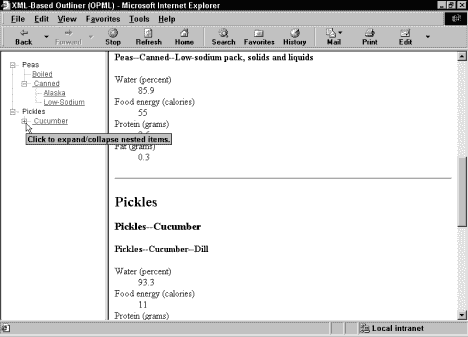 XML-Based Outliner (OPML) - Microsoft Internet Explorer
File Edit View Favorites Tools Help
Back Forward Stop Refresh Home Search Favorites History Mail Print Edit
Peas
Boiled
Canned
Alaska
Low-Sodium
Pickles
Cucumber
Click to expand/collapse nested items.
Peas--Canned--Low-sodium pack, solids and liquids
Water (percent)
85.9
Food energy (calories)
55
Protein (grams)
Fat (grams)
0.3
Pickles
Pickles--Cucumber
Pickles--Cucumber--Dill
Water (percent)
93.3
Food energy (calories)
11
Protein (grams)
Local intranet